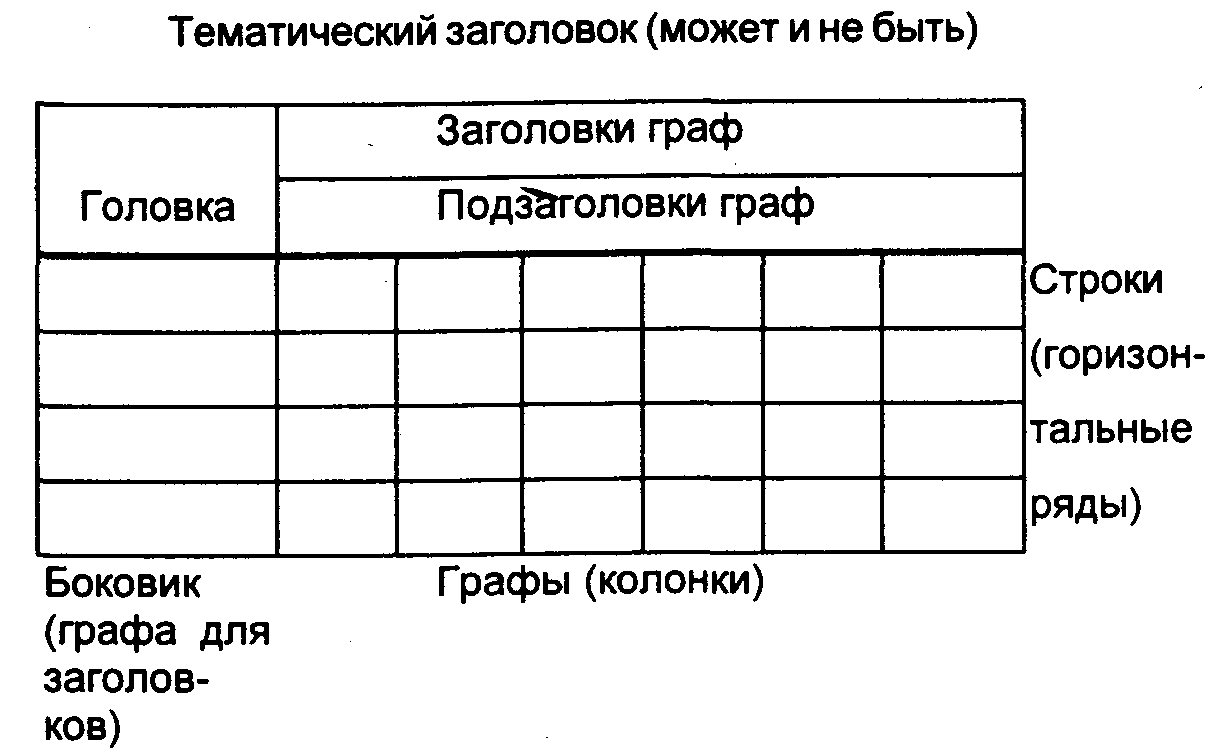 Тематический заголовок (может и не быть)
Заголовки граф
Головка
Подзаголовки граф
Строки
(горизон-
тальные
ряды)
Боковик
(графа для
заголов-
ков)
Графы (колонки)